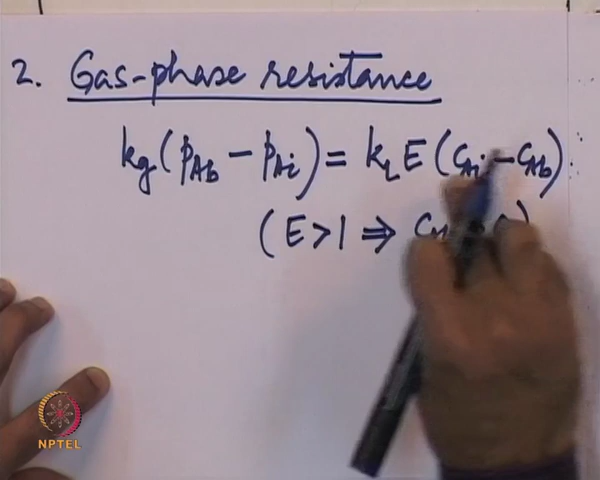 2. Gas-phase resistance
kg(pAb - pAi) = kL E (CAi - CAb)
(E > 1 ⇒
NPTEL